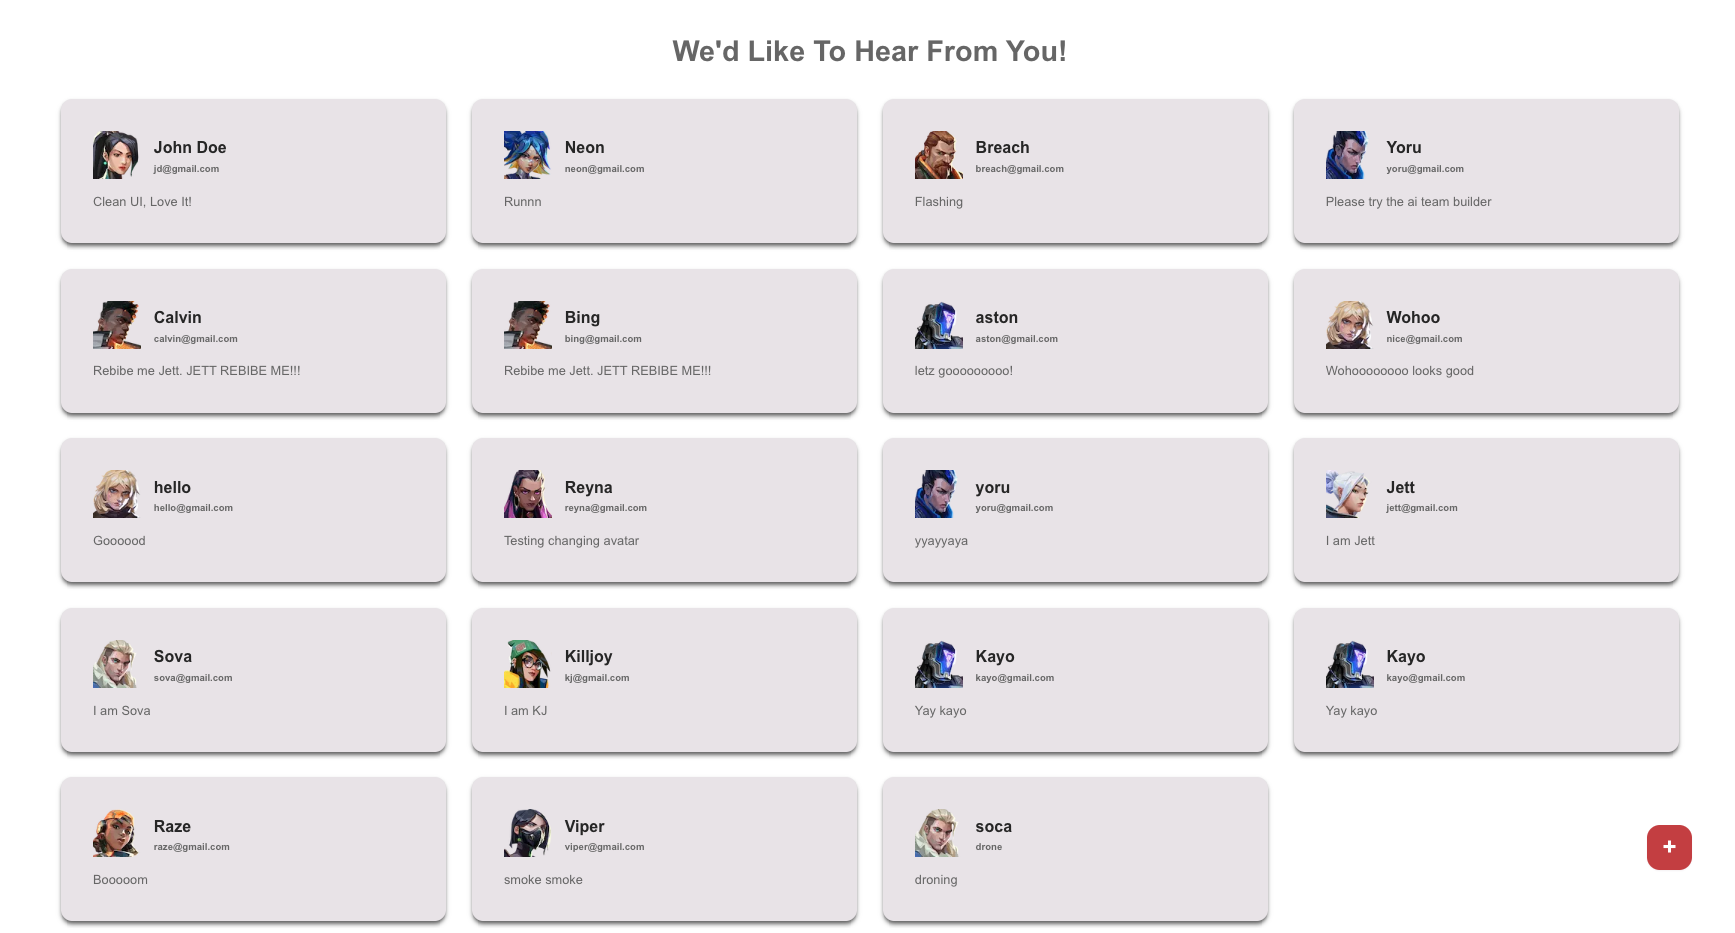 We'd Like To Hear From You!
John Doe
jd@gmail.com
Clean UI, Love It!
Neon
neon@gmail.com
Runnn
Breach
breach@gmail.com
Flashing
Yoru
yoru@gmail.com
Please try the ai team builder
Calvin
calvin@gmail.com
Rebibe me Jett. JETT REBIBE ME!!!
Bing
bing@gmail.com
Rebibe me Jett. JETT REBIBE ME!!!
aston
aston@gmail.com
letz gooooooooo!
Wohoo
nice@gmail.com
Wohoooooooo looks good
hello
hello@gmail.com
Goooood
Reyna
reyna@gmail.com
Testing changing avatar
yoru
yoru@gmail.com
yyayyaya
Jett
jett@gmail.com
I am Jett
Sova
sova@gmail.com
I am Sova
Killjoy
kj@gmail.com
I am KJ
Kayo
kayo@gmail.com
Yay kayo
Kayo
kayo@gmail.com
Yay kayo
Raze
raze@gmail.com
Booooom
Viper
viper@gmail.com
smoke smoke
soca
drone
droning
+